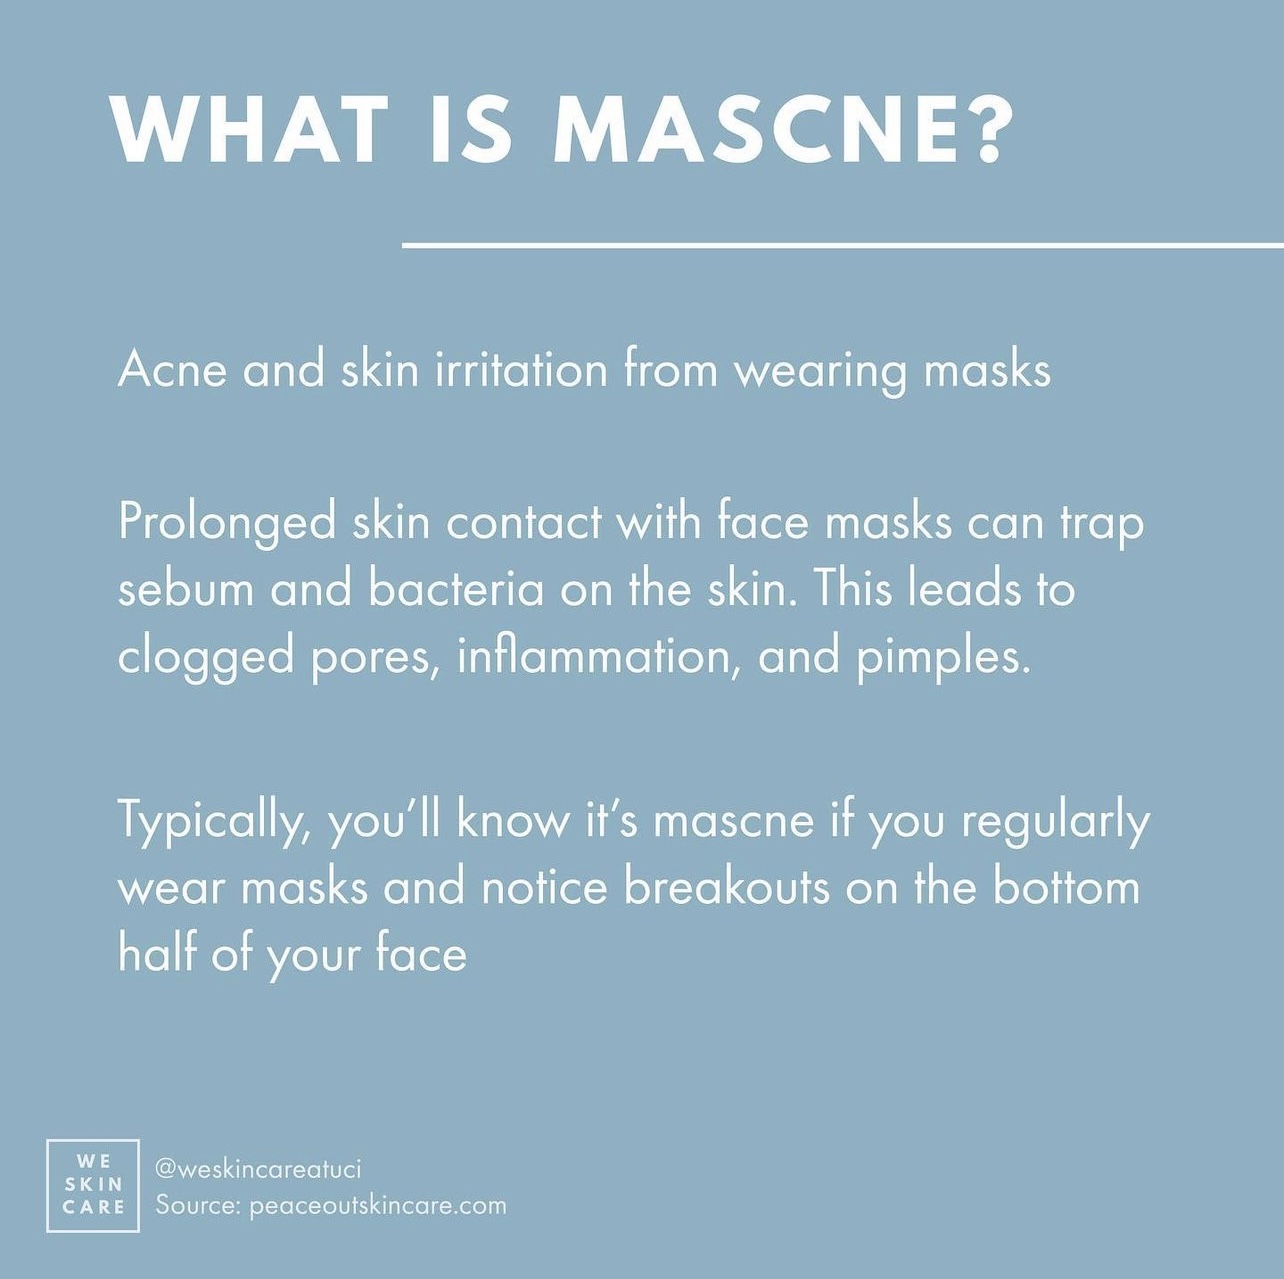 WHAT IS MASCNE?
Acne and skin irritation from wearing masks
Prolonged skin contact with face masks can trap
sebum and bacteria on the skin. This leads to
clogged pores, inflammation, and pimples.
Typically, you’ll know it’s mascne if you regularly
wear masks and notice breakouts on the bottom
half of your face
WE
SKIN
CARE
@weskincareatuci
Source: peaceoutskincare.com